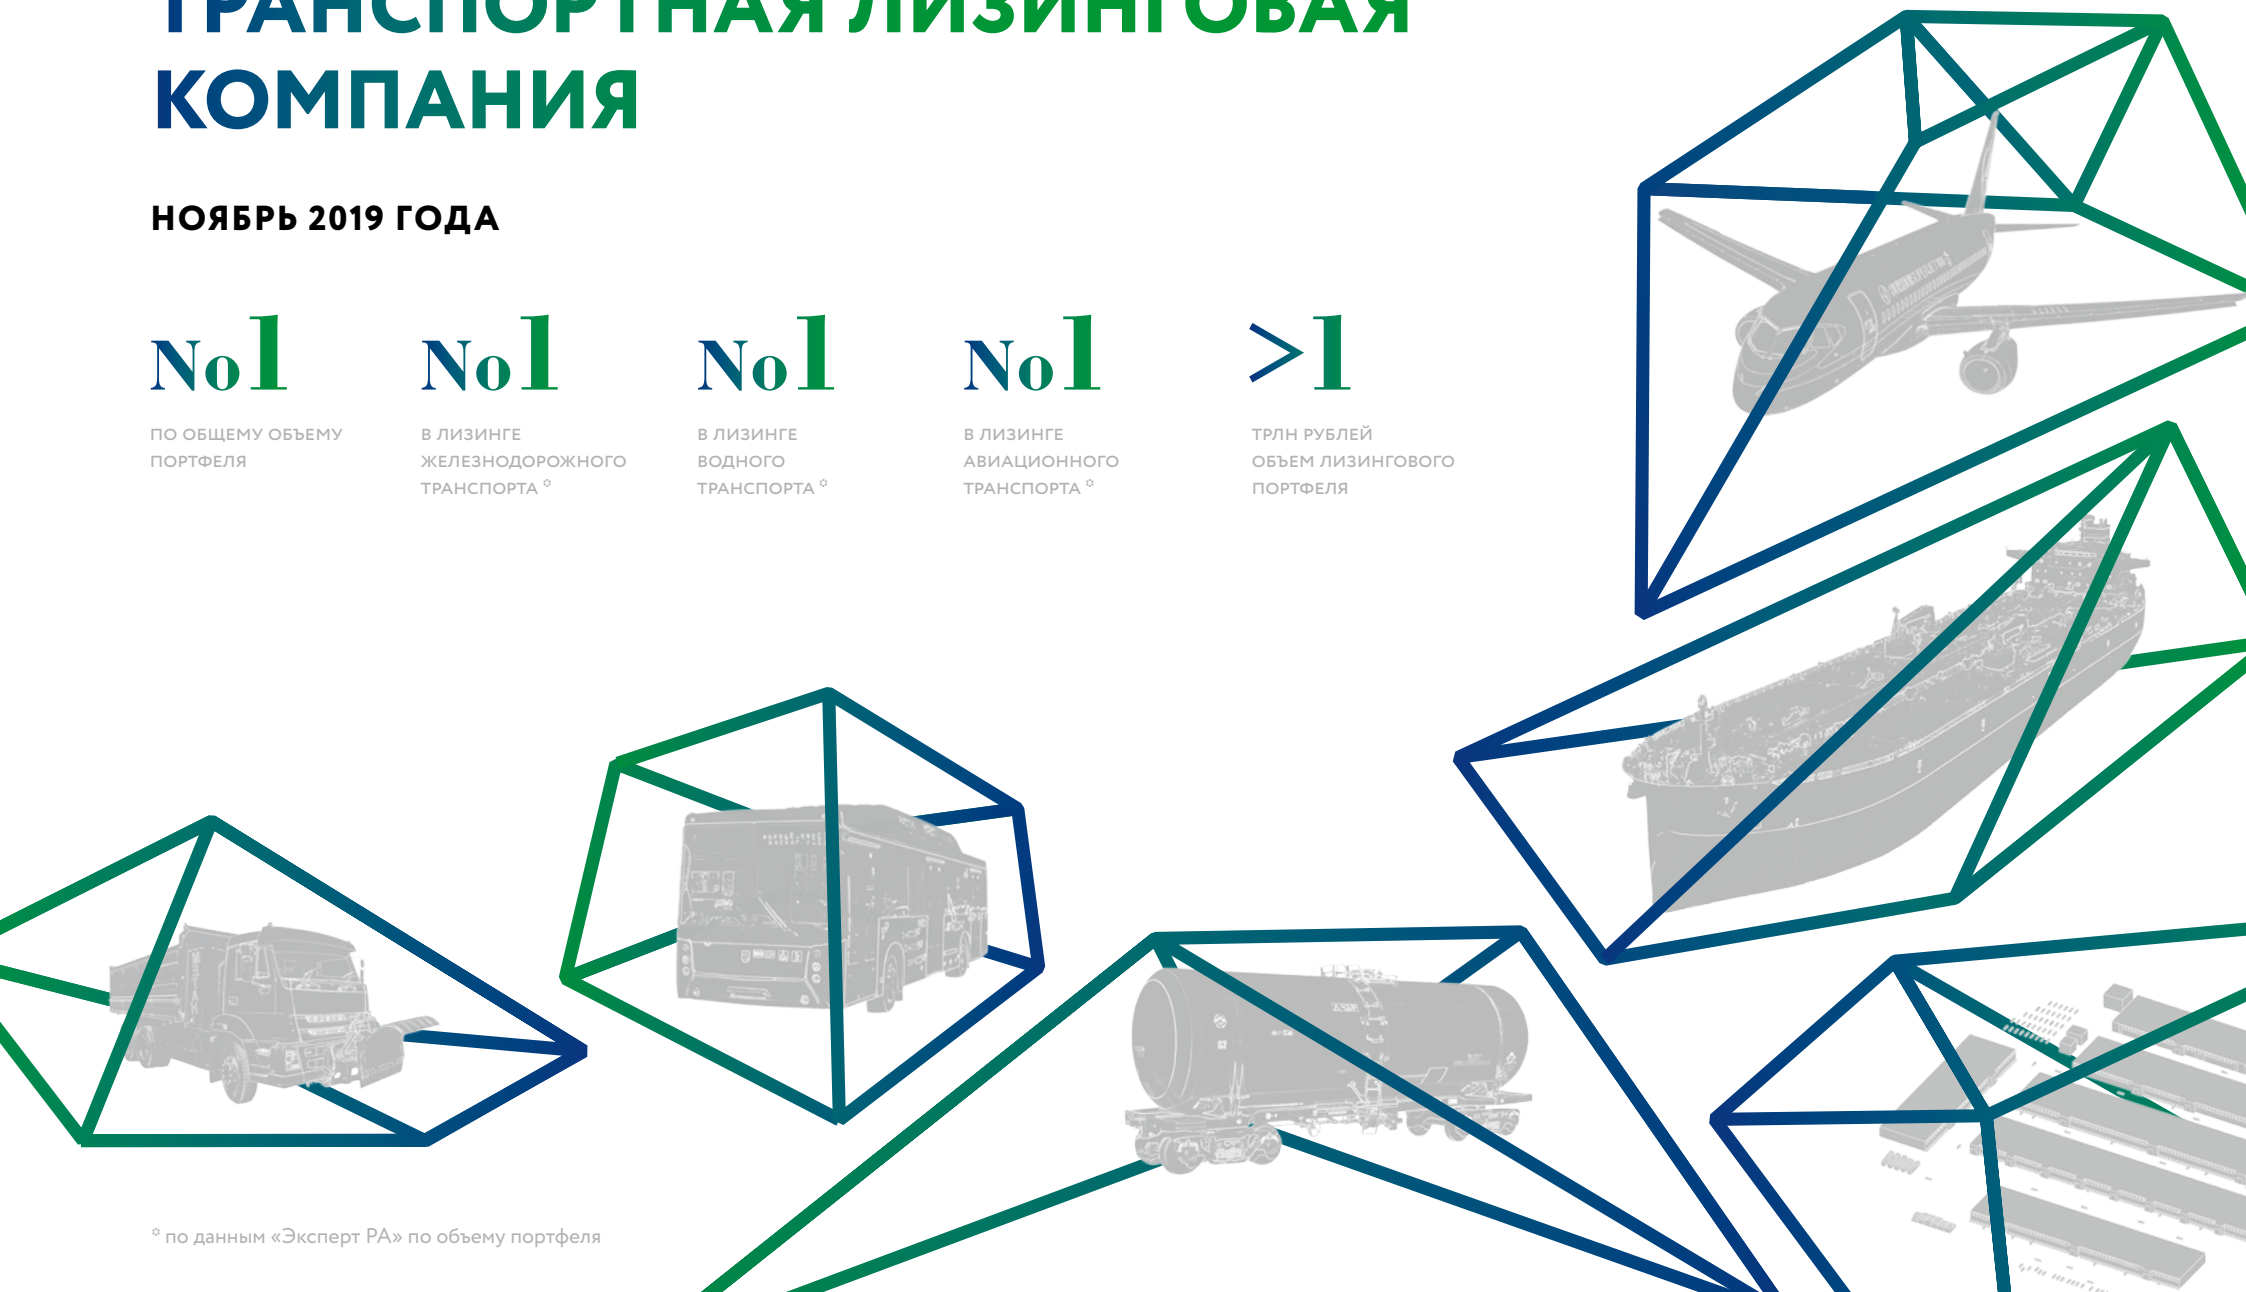 ТРАНСПОРТНАЯ ЛИЗИНГОВАЯ
КОМПАНИЯ
НОЯБРЬ 2019 ГОДА
No1
ПО ОБЩЕМУ ОБЪЕМУ
ПОРТФЕЛЯ
No1
В ЛИЗИНГЕ
ЖЕЛЕЗНОДОРОЖНОГО
ТРАНСПОРТА *
No1
В ЛИЗИНГЕ
ВОДНОГО
ТРАНСПОРТА *
No1
В ЛИЗИНГЕ
АВИАЦИОННОГО
ТРАНСПОРТА *
>1
ТРЛН РУБЛЕЙ
ОБЪЕМ ЛИЗИНГОВОГО
ПОРТФЕЛЯ
* по данным «Эксперт РА» по объему портфеля